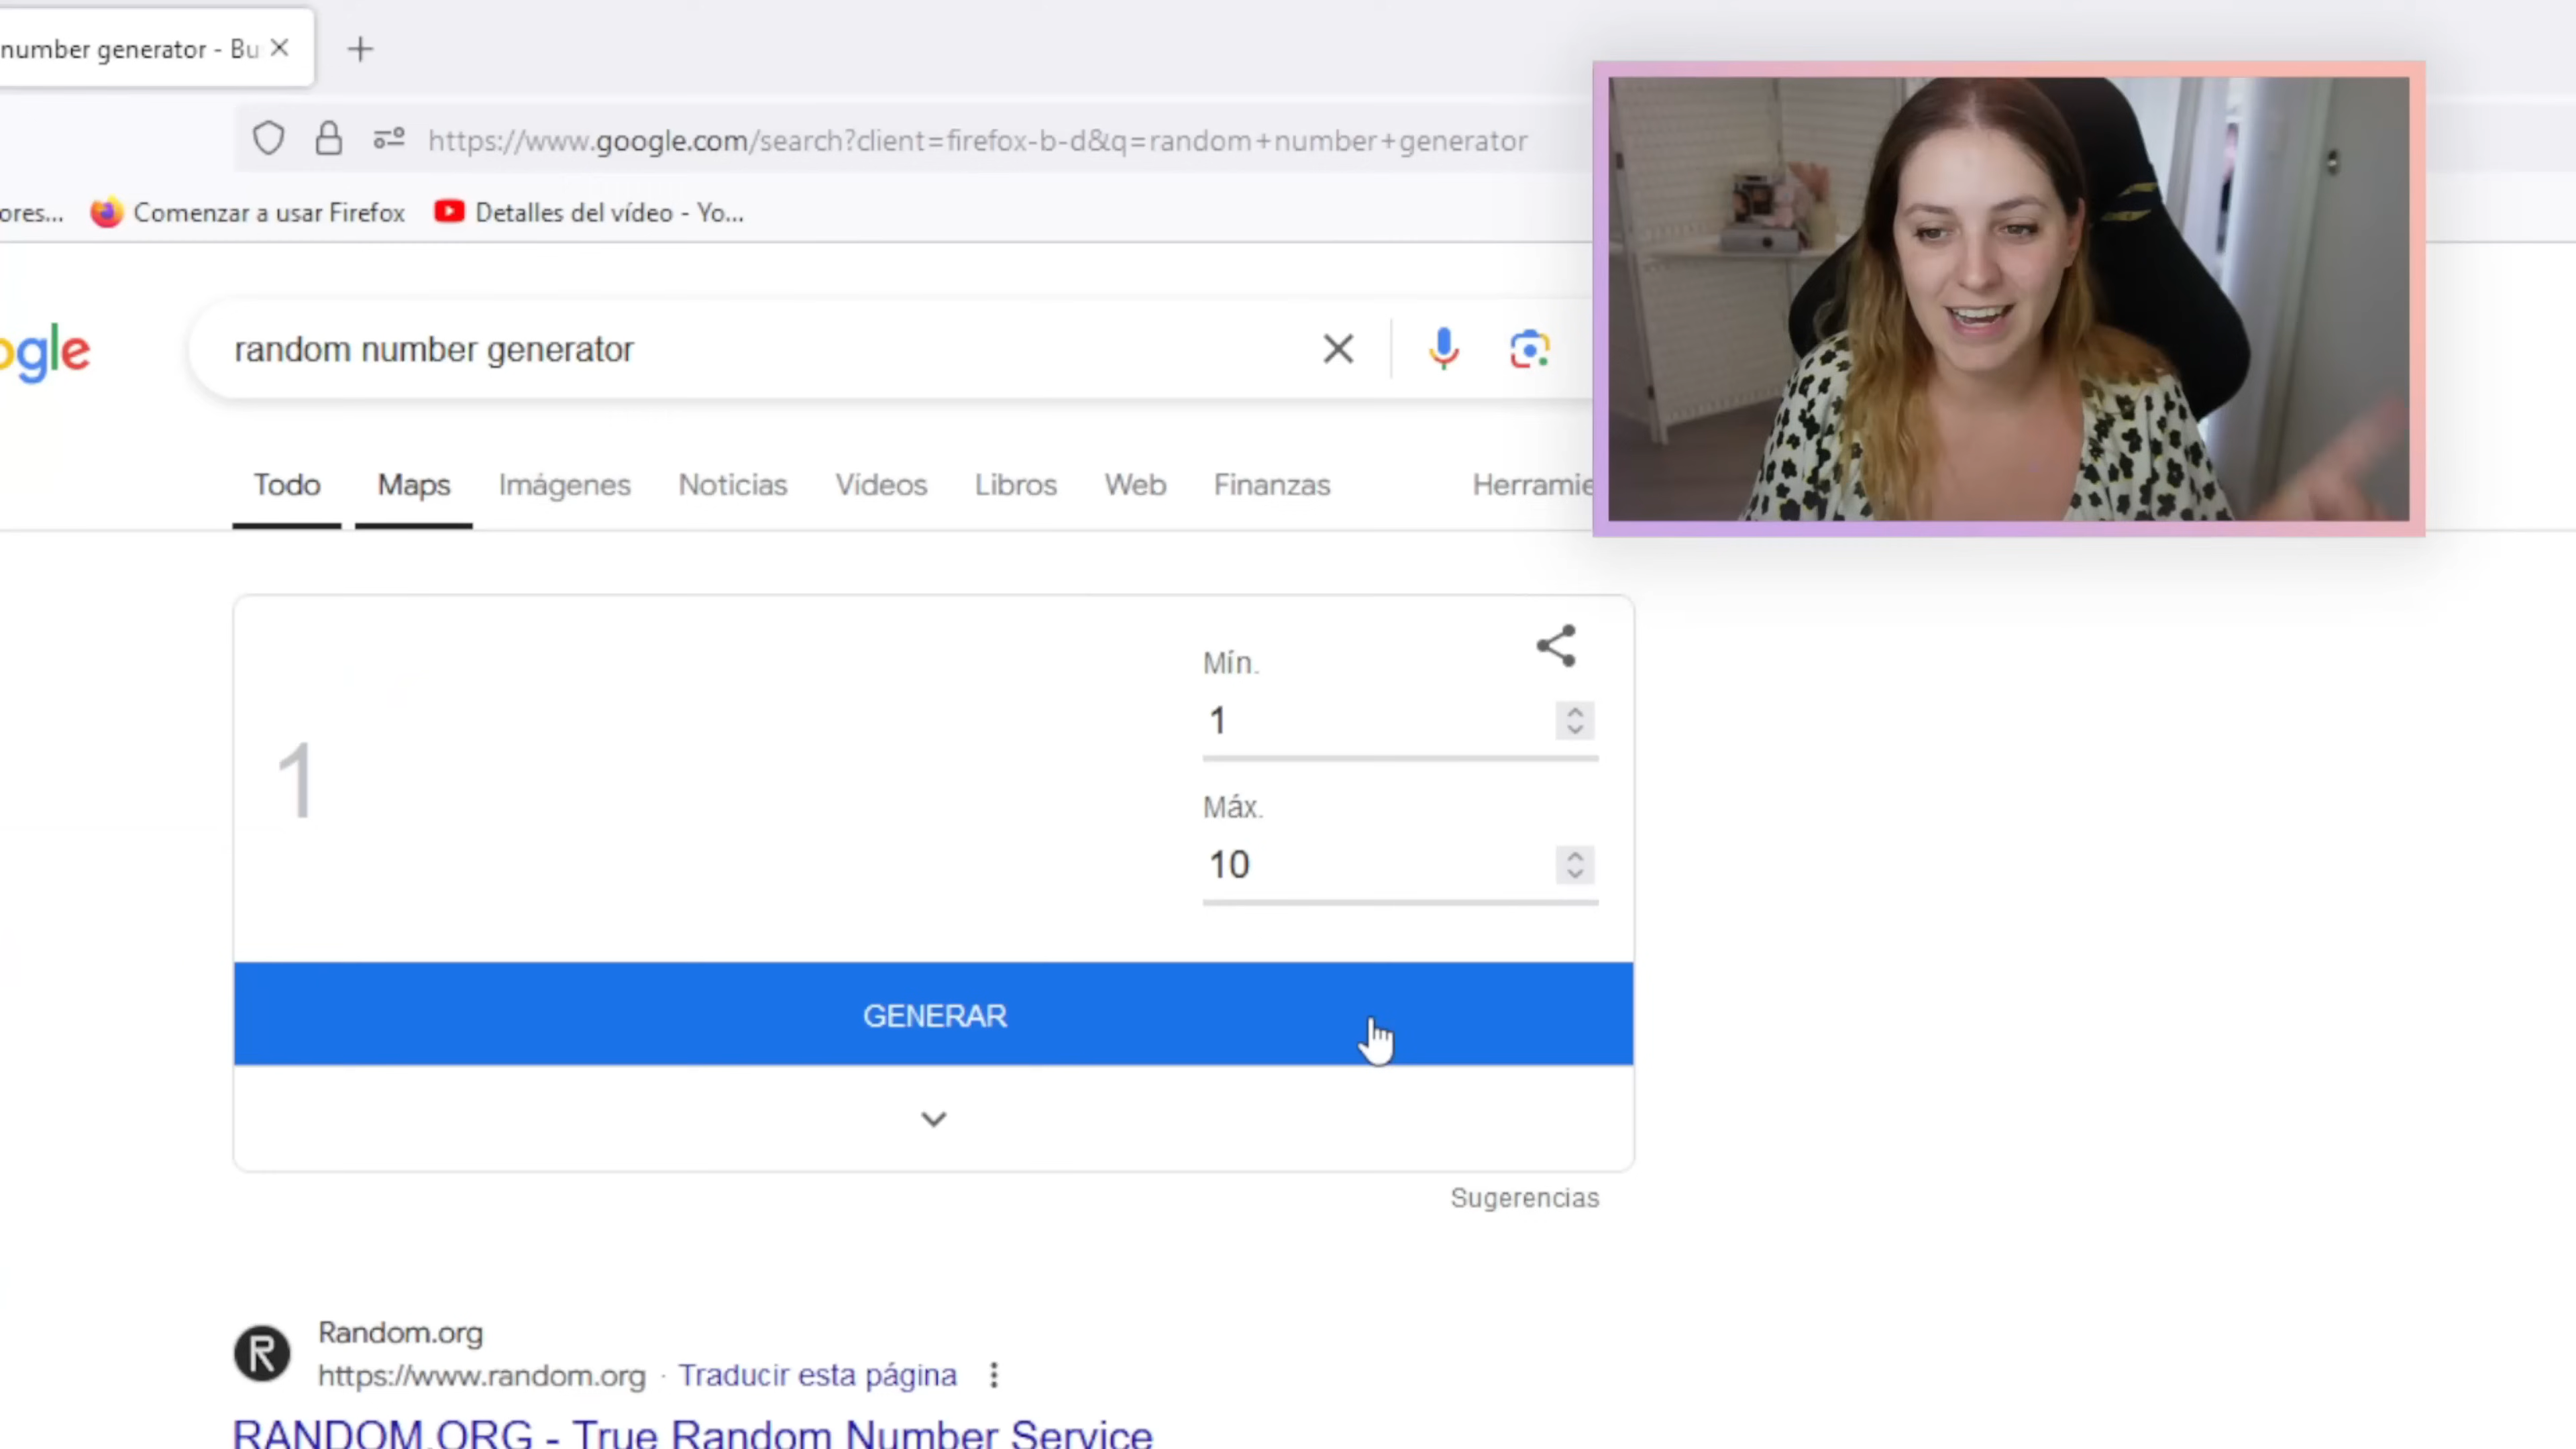 number generator - Bu
https://www.google.com/search?client=firefox-b-d&q=random+number+generator
ores... Comenzar a usar Firefox Detalles del vídeo - Yo...
ogle random number generator
Todo Maps Imágenes Noticias Vídeos Libros Web Finanzas Herramie
Mín.
1
1
Máx.
10
GENERAR
Sugerencias
R Random.org
https://www.random.org · Traducir esta página
RANDOM.ORG - True Random Number Service